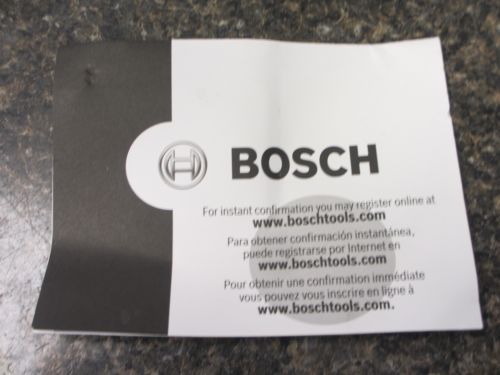 BOSCH
For instant confirmation you may register online at
www.boschtools.com
Para obtener confirmación instantánea,
puede registrarse por Internet en
www.boschtools.com
Pour obtenir une confirmation immédiate
vous pouvez vous inscrire en ligne à
www.boschtools.com.